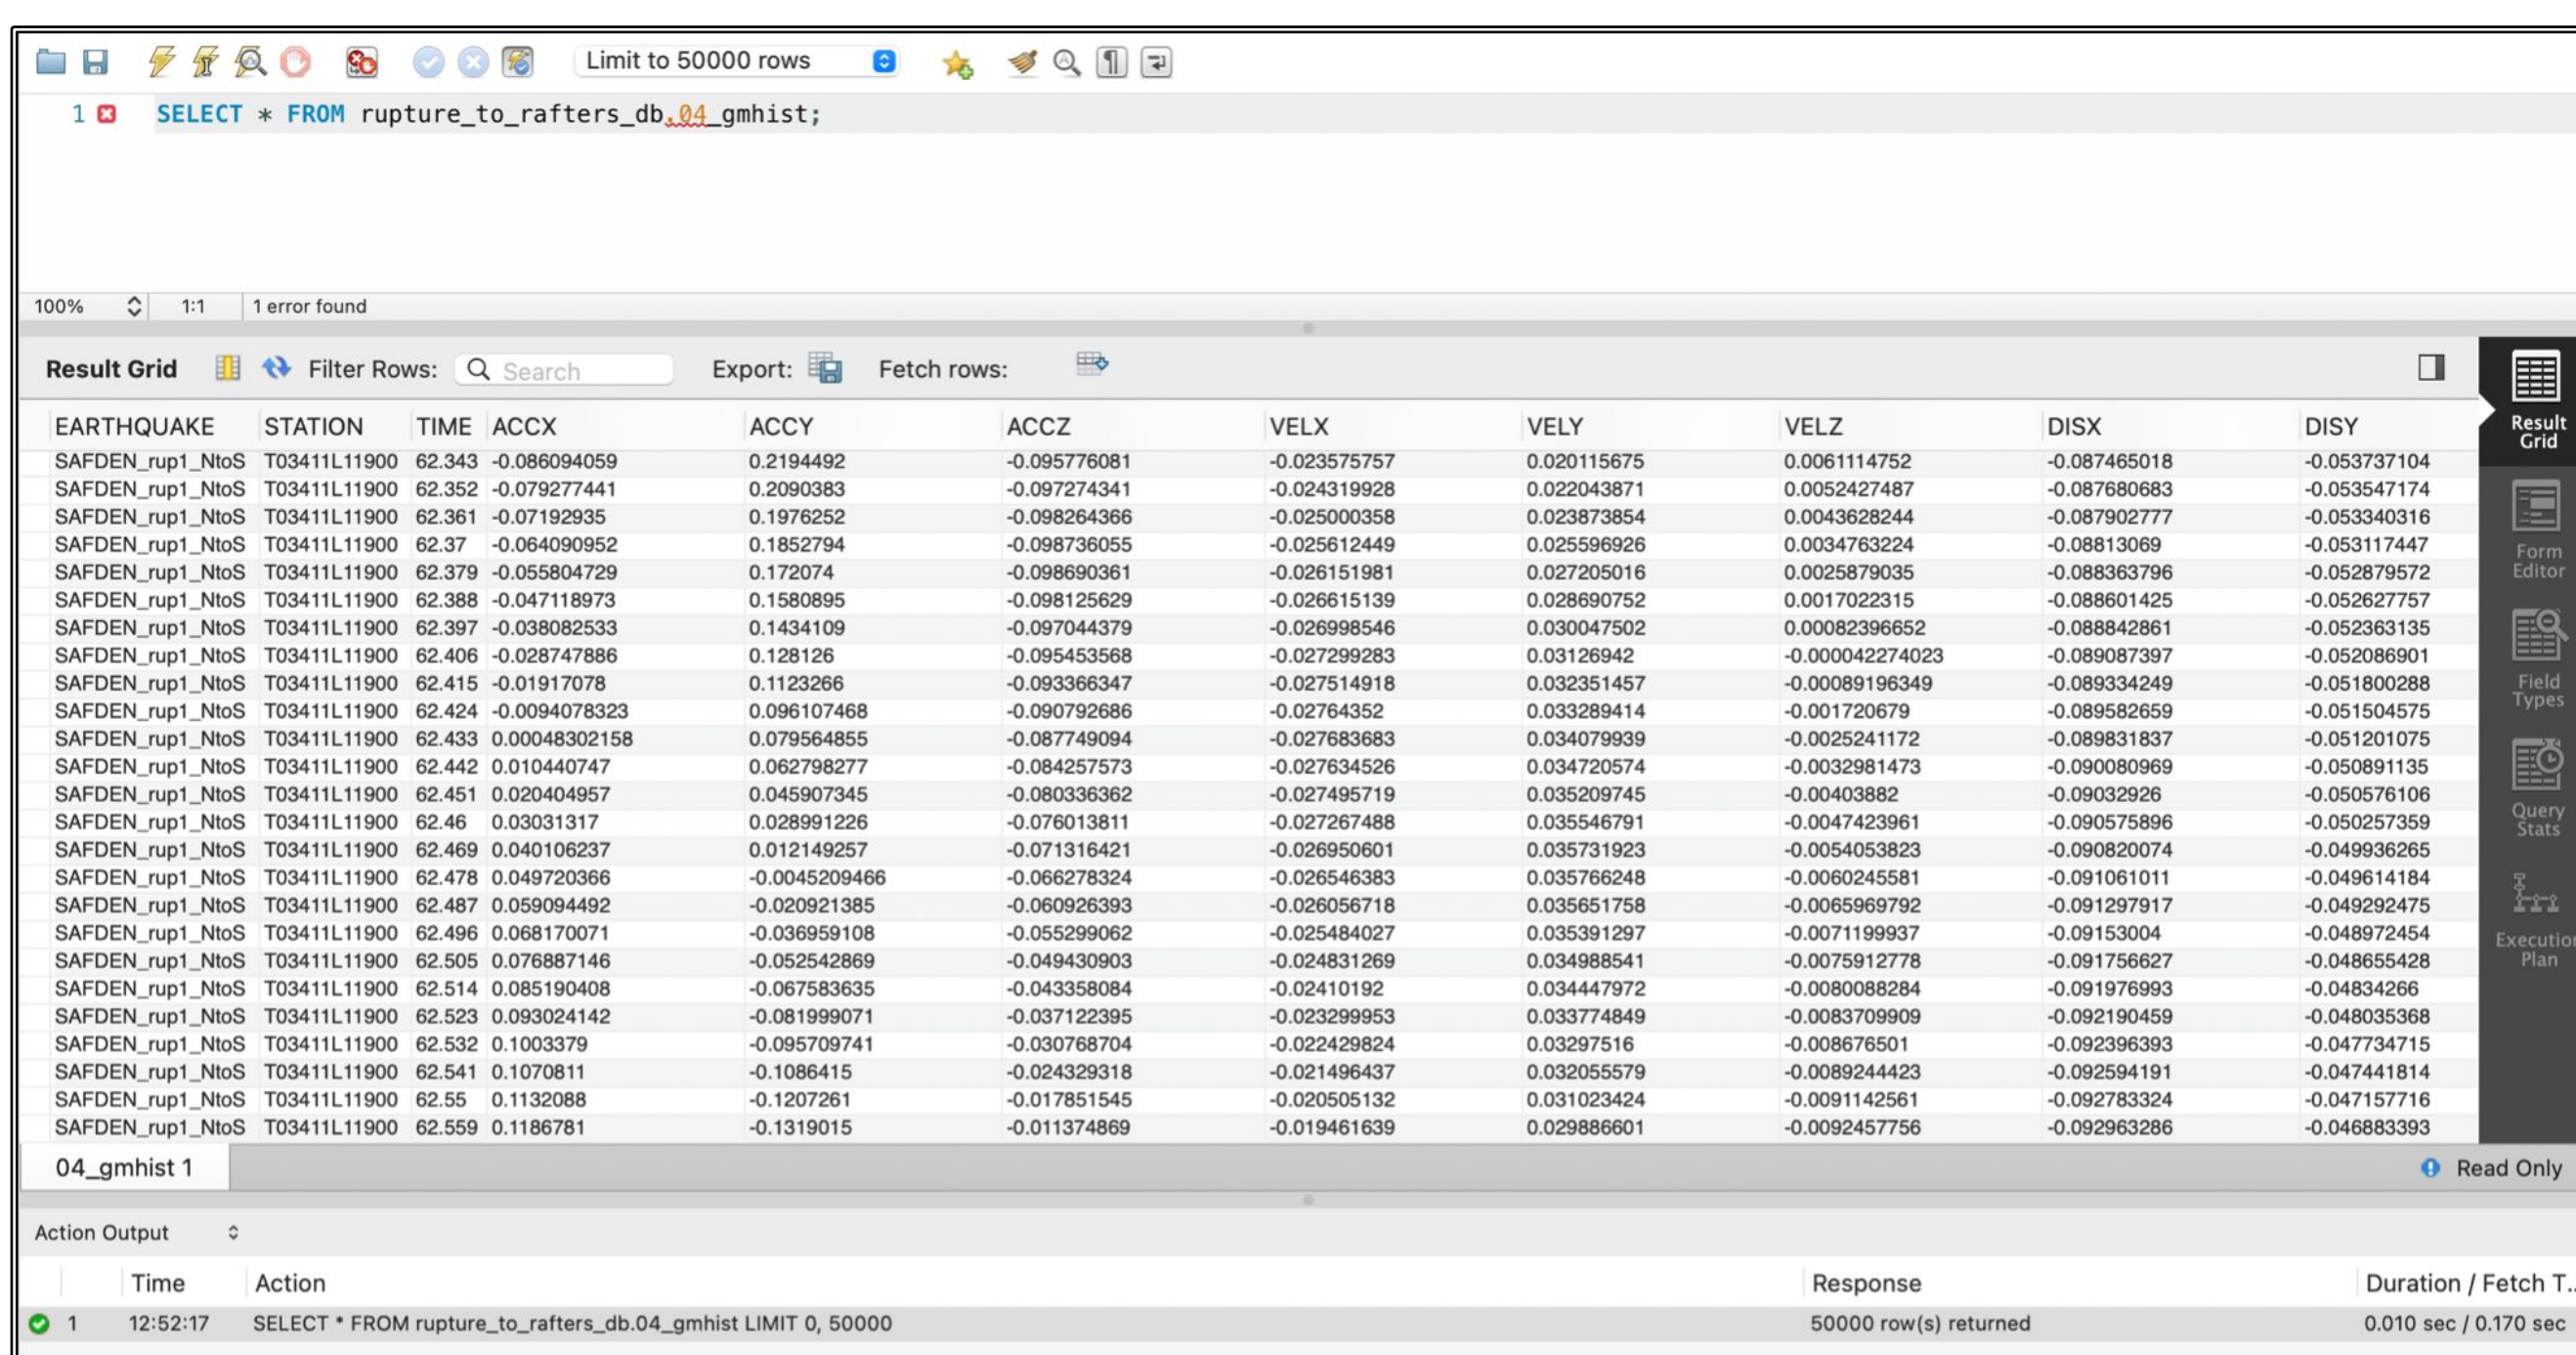 Limit to 50000 rows
1 SELECT * FROM rupture_to_rafters_db.04_gmhist;
100% 1:1 1 error found
Result Grid Filter Rows: Search Export: Fetch rows:
EARTHQUAKE STATION TIME ACCX ACCY ACCZ VELX VELY VELZ DISX DISY
SAFDEN_rup1_NtoS T03411L11900 62.343 -0.086094059 0.2194492 -0.095776081 -0.023575757 0.020115675 0.0061114752 -0.087465018 -0.053737104
SAFDEN_rup1_NtoS T03411L11900 62.352 -0.079277441 0.2090383 -0.097274341 -0.024319928 0.022043871 0.0052427487 -0.087680683 -0.053547174
SAFDEN_rup1_NtoS T03411L11900 62.361 -0.07192935 0.1976252 -0.098264366 -0.025000358 0.023873854 0.0043628244 -0.087902777 -0.053340316
SAFDEN_rup1_NtoS T03411L11900 62.37 -0.064090952 0.1852794 -0.098736055 -0.025612449 0.025596926 0.0034763224 -0.08813069 -0.053117447
SAFDEN_rup1_NtoS T03411L11900 62.379 -0.055804729 0.172074 -0.098690361 -0.026151981 0.027205016 0.0025879035 -0.088363796 -0.052879572
SAFDEN_rup1_NtoS T03411L11900 62.388 -0.047118973 0.1580895 -0.098125629 -0.026615139 0.028690752 0.0017022315 -0.088601425 -0.052627757
SAFDEN_rup1_NtoS T03411L11900 62.397 -0.038082533 0.1434109 -0.097044379 -0.026998546 0.030047502 0.00082396652 -0.088842861 -0.052363135
SAFDEN_rup1_NtoS T03411L11900 62.406 -0.028747886 0.128126 -0.095453568 -0.027299283 0.03126942 -0.000042274023 -0.089087397 -0.052086901
SAFDEN_rup1_NtoS T03411L11900 62.415 -0.01917078 0.1123266 -0.093366347 -0.027514918 0.032351457 -0.00089196349 -0.089334249 -0.051800288
SAFDEN_rup1_NtoS T03411L11900 62.424 -0.0094078323 0.096107468 -0.090792686 -0.02764352 0.033289414 -0.001720679 -0.089582659 -0.051504575
SAFDEN_rup1_NtoS T03411L11900 62.433 0.00048302158 0.079564855 -0.087749094 -0.027683683 0.034079939 -0.0025241172 -0.089831837 -0.051201075
SAFDEN_rup1_NtoS T03411L11900 62.442 0.010440747 0.062798277 -0.084257573 -0.027634526 0.034720574 -0.0032981473 -0.090080969 -0.050891135
SAFDEN_rup1_NtoS T03411L11900 62.451 0.020404957 0.045907345 -0.080336362 -0.027495719 0.035209745 -0.00403882 -0.09032926 -0.050576106
SAFDEN_rup1_NtoS T03411L11900 62.46 0.03031317 0.028991226 -0.076013811 -0.027267488 0.035546791 -0.0047423961 -0.090575896 -0.050257359
SAFDEN_rup1_NtoS T03411L11900 62.469 0.040106237 0.012149257 -0.071316421 -0.026950601 0.035731923 -0.0054053823 -0.090820074 -0.049936265
SAFDEN_rup1_NtoS T03411L11900 62.478 0.049720366 -0.0045209466 -0.066278324 -0.026546383 0.035766248 -0.0060245581 -0.091061011 -0.049614184
SAFDEN_rup1_NtoS T03411L11900 62.487 0.059094492 -0.020921385 -0.060926393 -0.026056718 0.035651758 -0.0065969792 -0.091297917 -0.049292475
SAFDEN_rup1_NtoS T03411L11900 62.496 0.068170071 -0.036959108 -0.055299062 -0.025484027 0.035391297 -0.0071199937 -0.09153004 -0.048972454
SAFDEN_rup1_NtoS T03411L11900 62.505 0.076887146 -0.052542869 -0.049430903 -0.024831269 0.034988541 -0.0075912778 -0.091756627 -0.048655428
SAFDEN_rup1_NtoS T03411L11900 62.514 0.085190408 -0.067583635 -0.043358084 -0.02410192 0.034447972 -0.0080088284 -0.091976993 -0.04834266
SAFDEN_rup1_NtoS T03411L11900 62.523 0.093024142 -0.081999071 -0.037122395 -0.023299953 0.033774849 -0.0083709909 -0.092190459 -0.048035368
SAFDEN_rup1_NtoS T03411L11900 62.532 0.1003379 -0.095709741 -0.030768704 -0.022429824 0.03297516 -0.008676501 -0.092396393 -0.047734715
SAFDEN_rup1_NtoS T03411L11900 62.541 0.1070811 -0.1086415 -0.024329318 -0.021496437 0.032055579 -0.0089244423 -0.092594191 -0.047441814
SAFDEN_rup1_NtoS T03411L11900 62.55 0.1132088 -0.1207261 -0.017851545 -0.020505132 0.031023424 -0.0091142561 -0.092783324 -0.047157716
SAFDEN_rup1_NtoS T03411L11900 62.559 0.1186781 -0.1319015 -0.011374869 -0.019461639 0.029886601 -0.0092457756 -0.092963286 -0.046883393
Result
Grid
Form
Editor
Field
Types
Query
Stats
Execution
Plan
04_gmhist 1 Read Only
Action Output
Time Action Response Duration / Fetch T..
1 12:52:17 SELECT * FROM rupture_to_rafters_db.04_gmhist LIMIT 0, 50000 50000 row(s) returned 0.010 sec / 0.170 sec